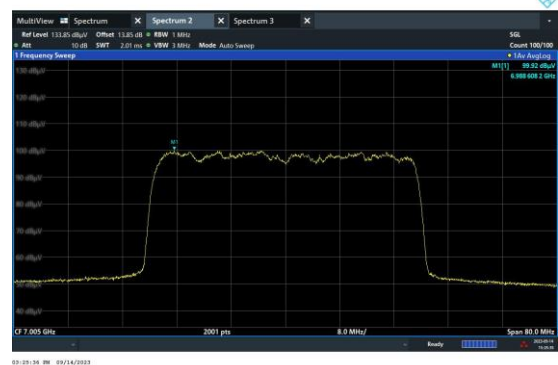 MultiView Spectrum X Spectrum 2 X Spectrum 3 X
Ref Level 133.85 dBµV Offset 13.85 dB RBW 1 MHz SGL
Att 10 dB SWT 2.01 ms VBW 3 MHz Mode Auto Sweep Count 100/100
1 Frequency Sweep 1Av AvgLog
M1[1] 99.92 dBµV
130 dBµV
6.988 608 2 GHz
120 dBµV
110 dBµV
M1
100 dBµV
90 dBµV
80 dBµV
70 dBµV
60 dBµV
50 dBµV
40 dBµV
CF 7.005 GHz 2001 pts 8.0 MHz/ Span 80.0 MHz
Ready
03:29:36 PM 09/14/2023